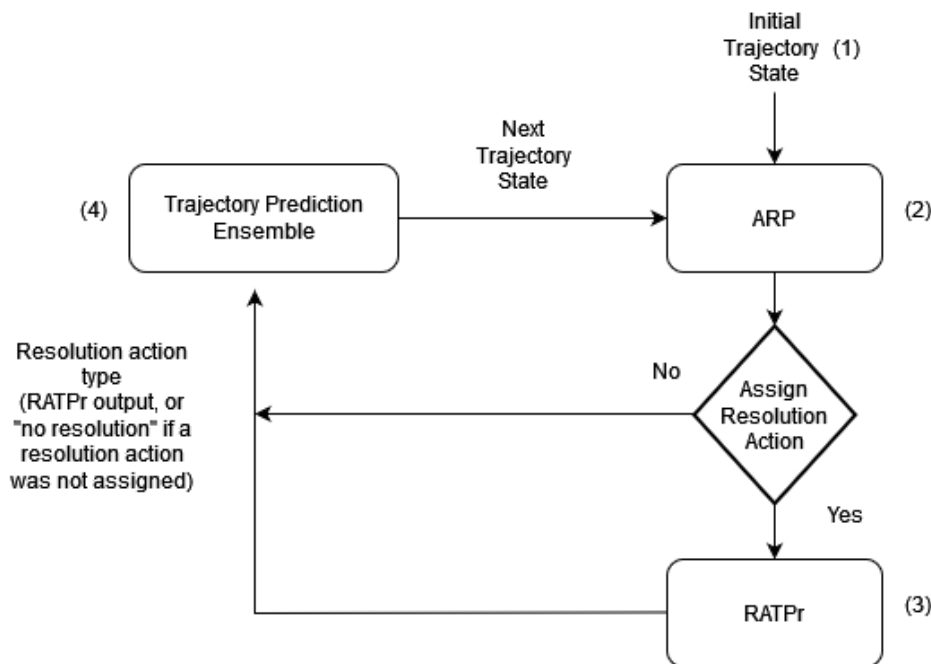 Initial
Trajectory (1)
State
Next
Trajectory
State
(4)
Trajectory Prediction
Ensemble
ARP
(2)
Resolution action
type
(RATPr output, or
"no resolution" if a
resolution action
was not assigned)
No
Assign
Resolution
Action
Yes
RATPr
(3)